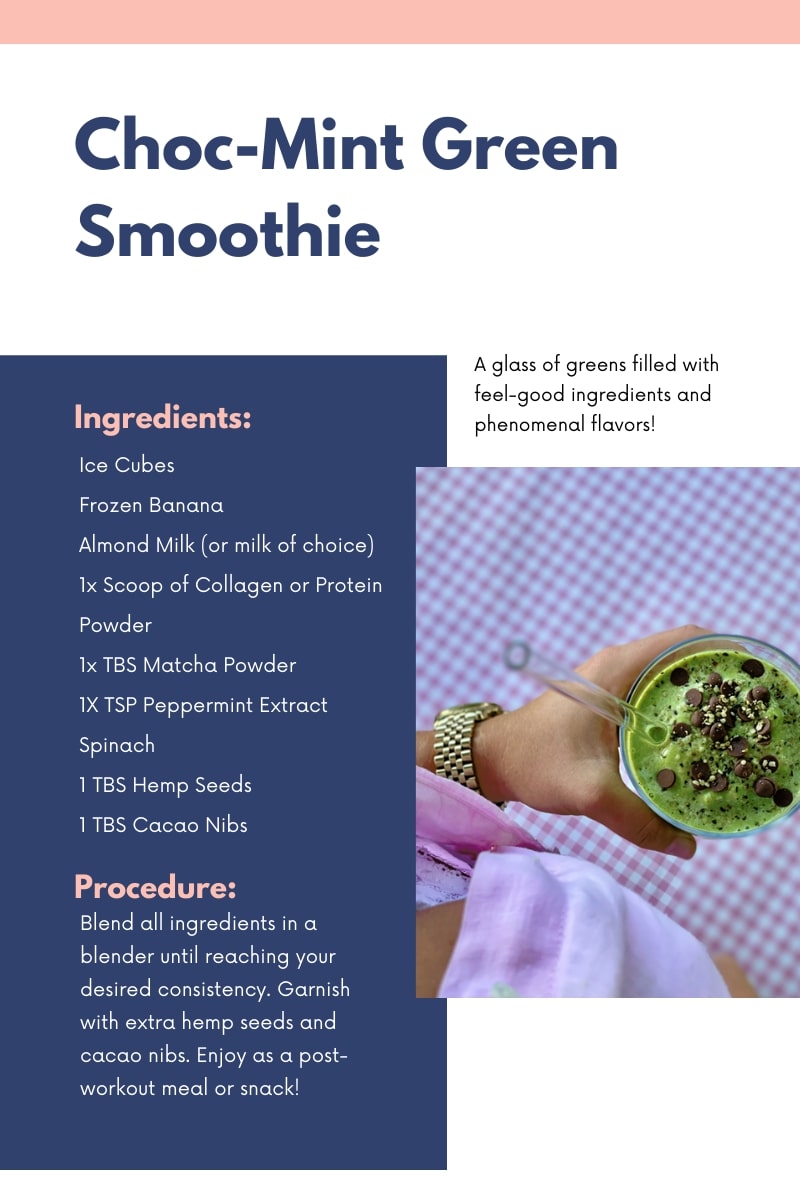 Choc-Mint Green
Smoothie
A glass of greens filled with
feel-good ingredients and
phenomenal flavors!
Ingredients:
Ice Cubes
Frozen Banana
Almond Milk (or milk of choice)
1x Scoop of Collagen or Protein
Powder
1x TBS Matcha Powder
1X TSP Peppermint Extract
Spinach
1 TBS Hemp Seeds
1 TBS Cacao Nibs
Procedure:
Blend all ingredients in a
blender until reaching your
desired consistency. Garnish
with extra hemp seeds and
cacao nibs. Enjoy as a post-
workout meal or snack!